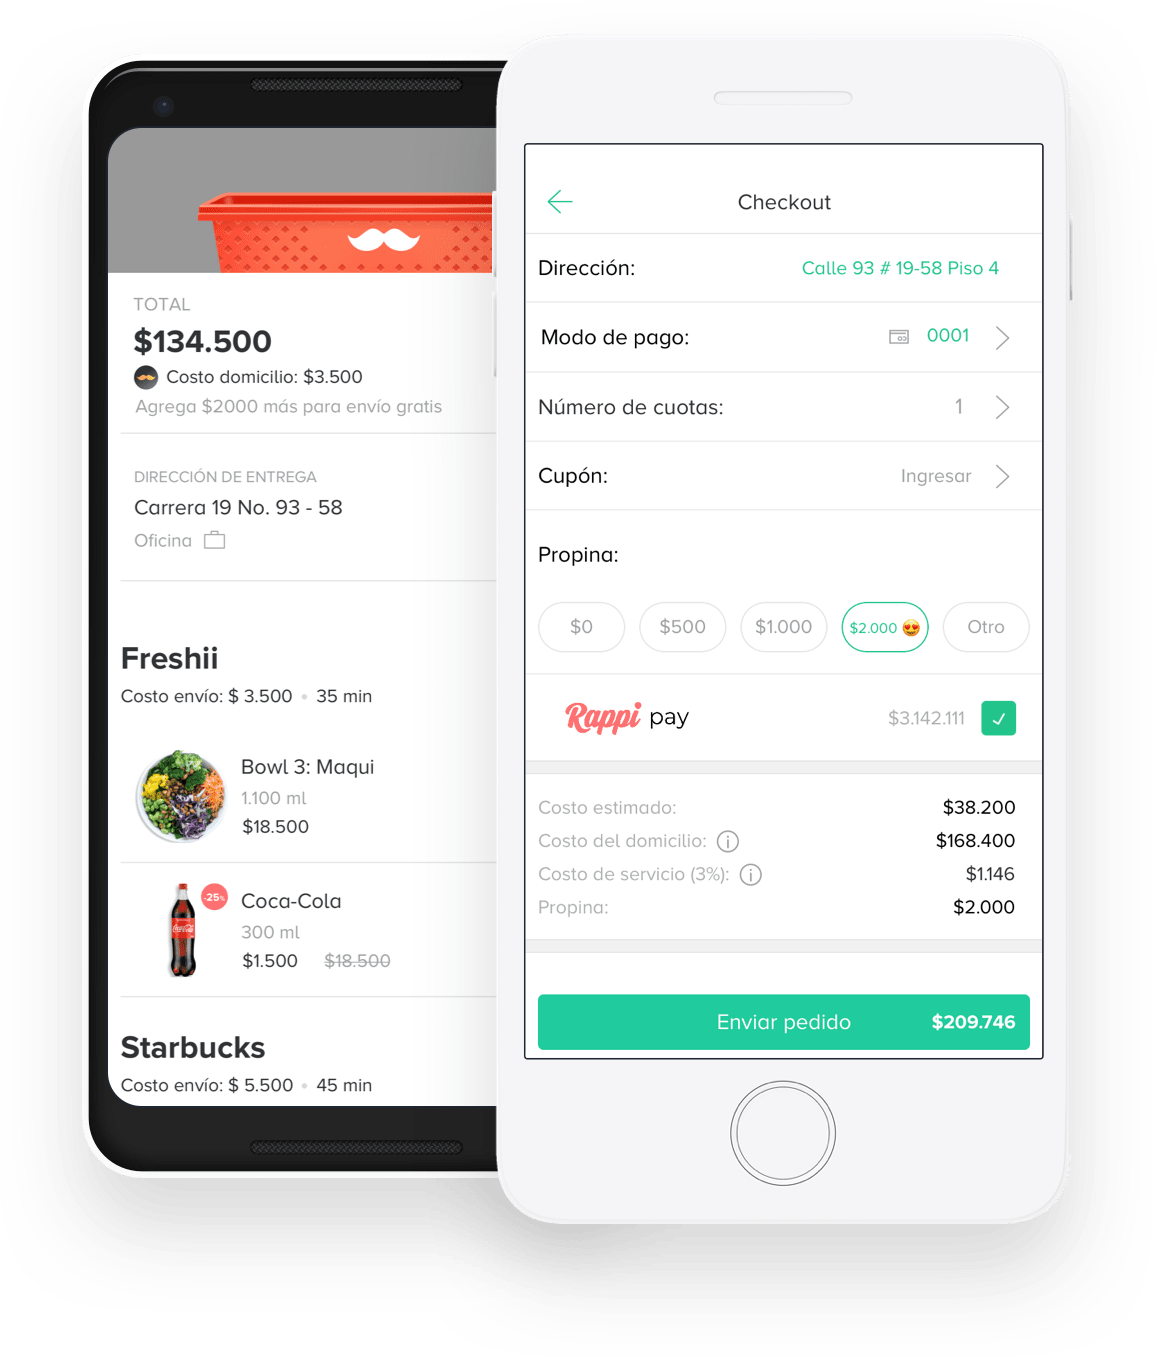 TOTAL
$134.500
Costo domicilio: $3.500
Agrega $2000 más para envío gratis
DIRECCIÓN DE ENTREGA
Carrera 19 No. 93 - 58
Oficina
Freshii
Costo envío: $ 3.500 • 35 min
Bowl 3: Maqui
1.100 ml
$18.500
-25%
Coca-Cola
300 ml
$1.500 $18.500
Starbucks
Costo envío: $ 5.500 • 45 min
Checkout
Dirección: Calle 93 # 19-58 Piso 4
Modo de pago: 0001
Número de cuotas: 1
Cupón: Ingresar
Propina:
$0 $500 $1.000 $2.000 😍 Otro
Rappi pay $3.142.111
Costo estimado: $38.200
Costo del domicilio: $168.400
Costo de servicio (3%): $1.146
Propina: $2.000
Enviar pedido $209.746